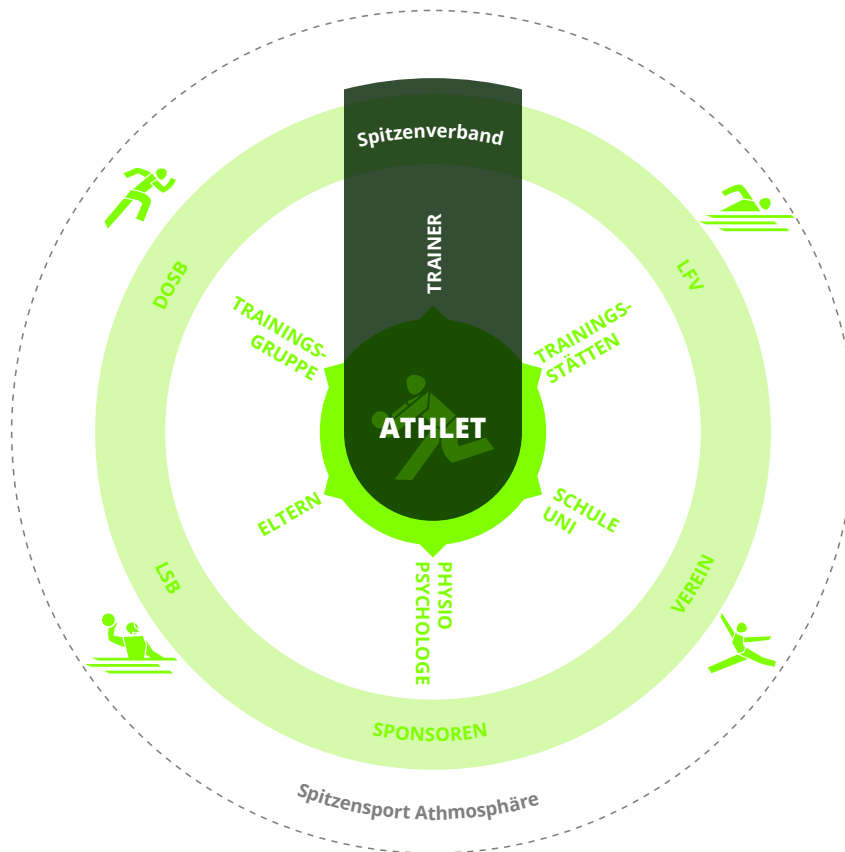 Spitzenverband
TRAINER
DOSB
LFV
TRAININGS-
GRUPPE
TRAININGS-
STÄTTEN
ATHLET
ELTERN
SCHULE
UNI
PHYSIO
PSYCHOLOGE
LSB
VEREIN
SPONSOREN
Spitzensport Athmosphäre